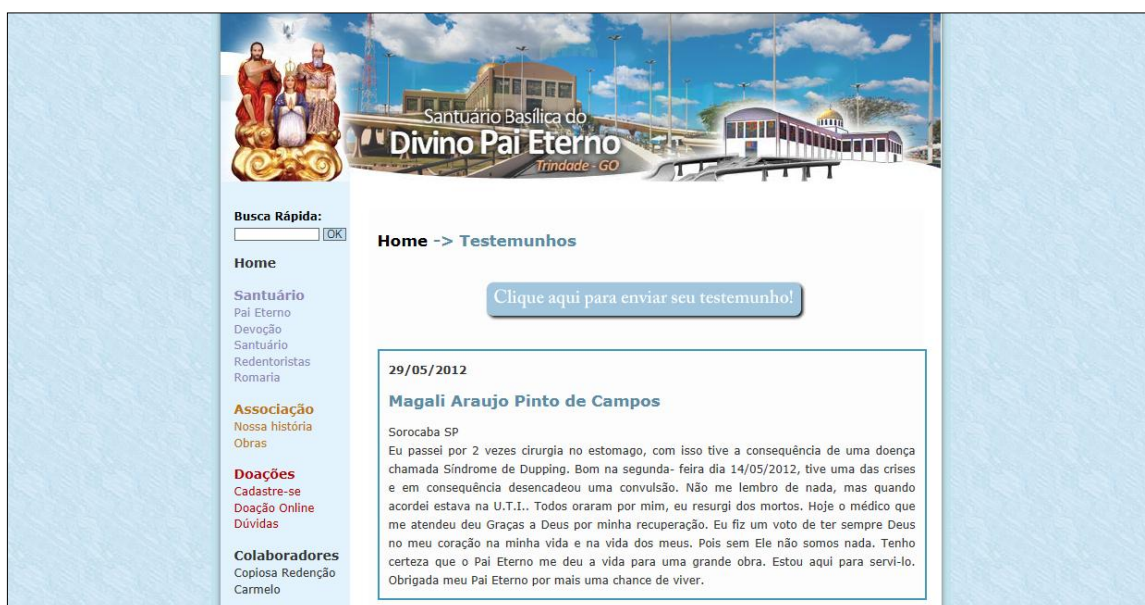 Santuário Basílica do
Divino Pai Eterno
Trindade - GO
Busca Rápida:
OK
Home
Santuário
Pai Eterno
Devoção
Santuário
Redentoristas
Romaria
Associação
Nossa história
Obras
Doações
Cadastre-se
Doação Online
Dúvidas
Colaboradores
Copiosa Redenção
Carmelo
Home -> Testemunhos
Clique aqui para enviar seu testemunho!
29/05/2012
Magali Araujo Pinto de Campos
Sorocaba SP
Eu passei por 2 vezes cirurgia no estomago, com isso tive a consequência de uma doença
chamada Síndrome de Dupping. Bom na segunda- feira dia 14/05/2012, tive uma das crises
e em consequência desencadeou uma convulsão. Não me lembro de nada, mas quando
acordei estava na U.T.I.. Todos oraram por mim, eu resurgi dos mortos. Hoje o médico que
me atendeu deu Graças a Deus por minha recuperação. Eu fiz um voto de ter sempre Deus
no meu coração na minha vida e na vida dos meus. Pois sem Ele não somos nada. Tenho
certeza que o Pai Eterno me deu a vida para uma grande obra. Estou aqui para servi-lo.
Obrigada meu Pai Eterno por mais uma chance de viver.